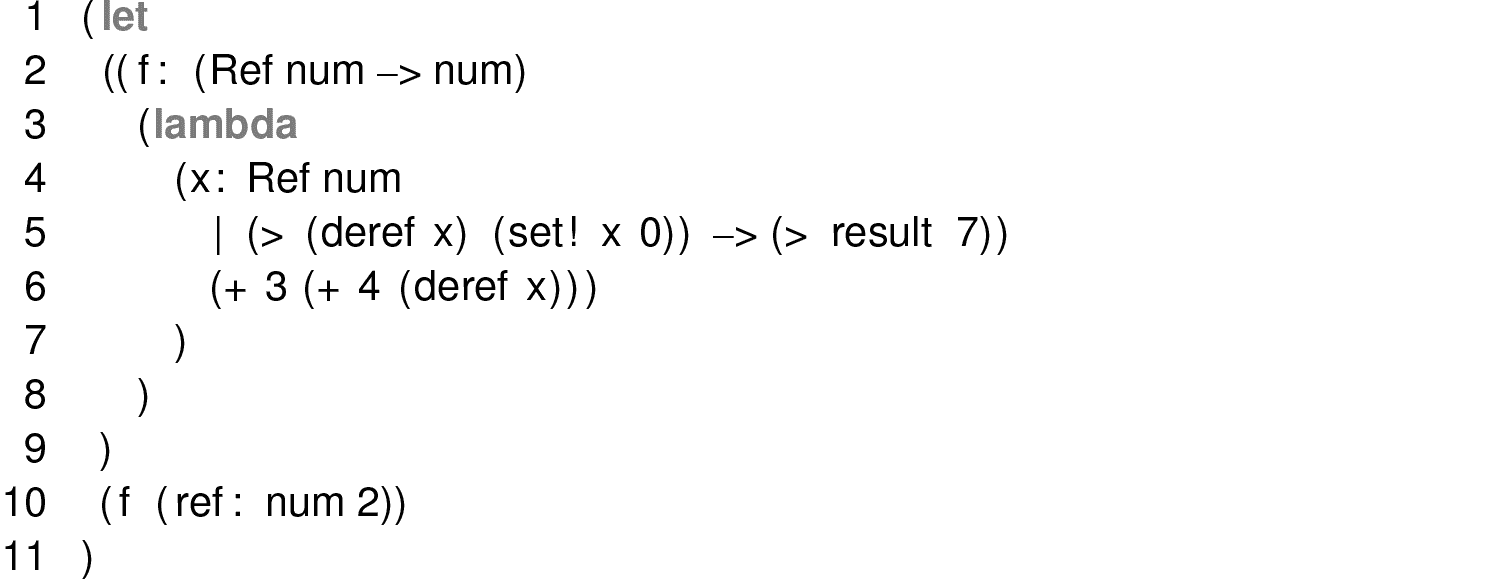 1 (let
2 ((f: (Ref num –> num)
3 (lambda
4 (x: Ref num
5 | (> (deref x) (set! x 0)) –> (> result 7))
6 (+ 3 (+ 4 (deref x)))
7 )
8 )
9 )
10 (f (ref: num 2))
11 )